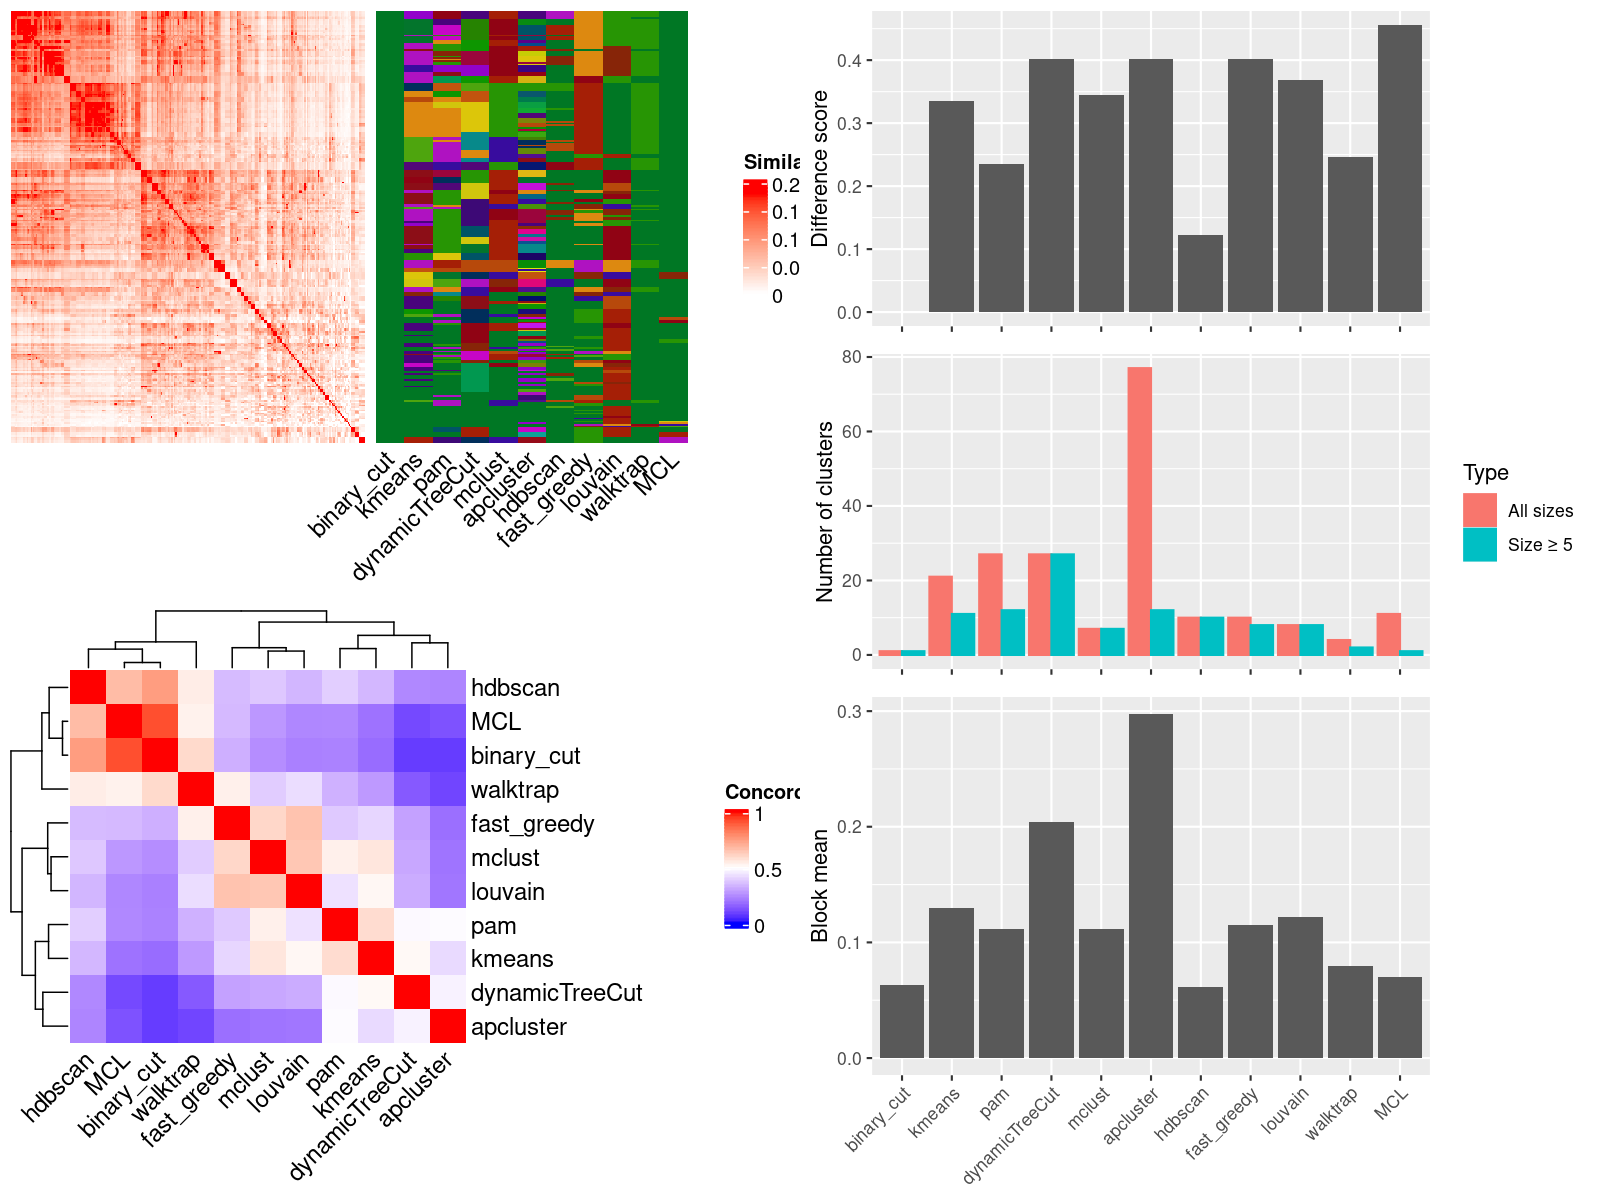 Simila
0.2
0.1
0.1
0.0
0
binary_cut
kmeans
pam
dynamicTreeCut
mclust
apcluster
hdbscan
fast_greedy
louvain
walktrap
MCL
hdbscan
MCL
binary_cut
walktrap
fast_greedy
mclust
louvain
pam
kmeans
dynamicTreeCut
apcluster
hdbscan
MCL
binary_cut
walktrap
fast_greedy
mclust
louvain
pam
kmeans
dynamicTreeCut
apcluster
Concord
1
0.5
0
Difference score
0.4
0.3
0.2
0.1
0.0
Number of clusters
80
60
40
20
0
Type
All sizes
Size ≥ 5
Block mean
0.3
0.2
0.1
0.0
binary_cut
kmeans
pam
dynamicTreeCut
mclust
apcluster
hdbscan
fast_greedy
louvain
walktrap
MCL